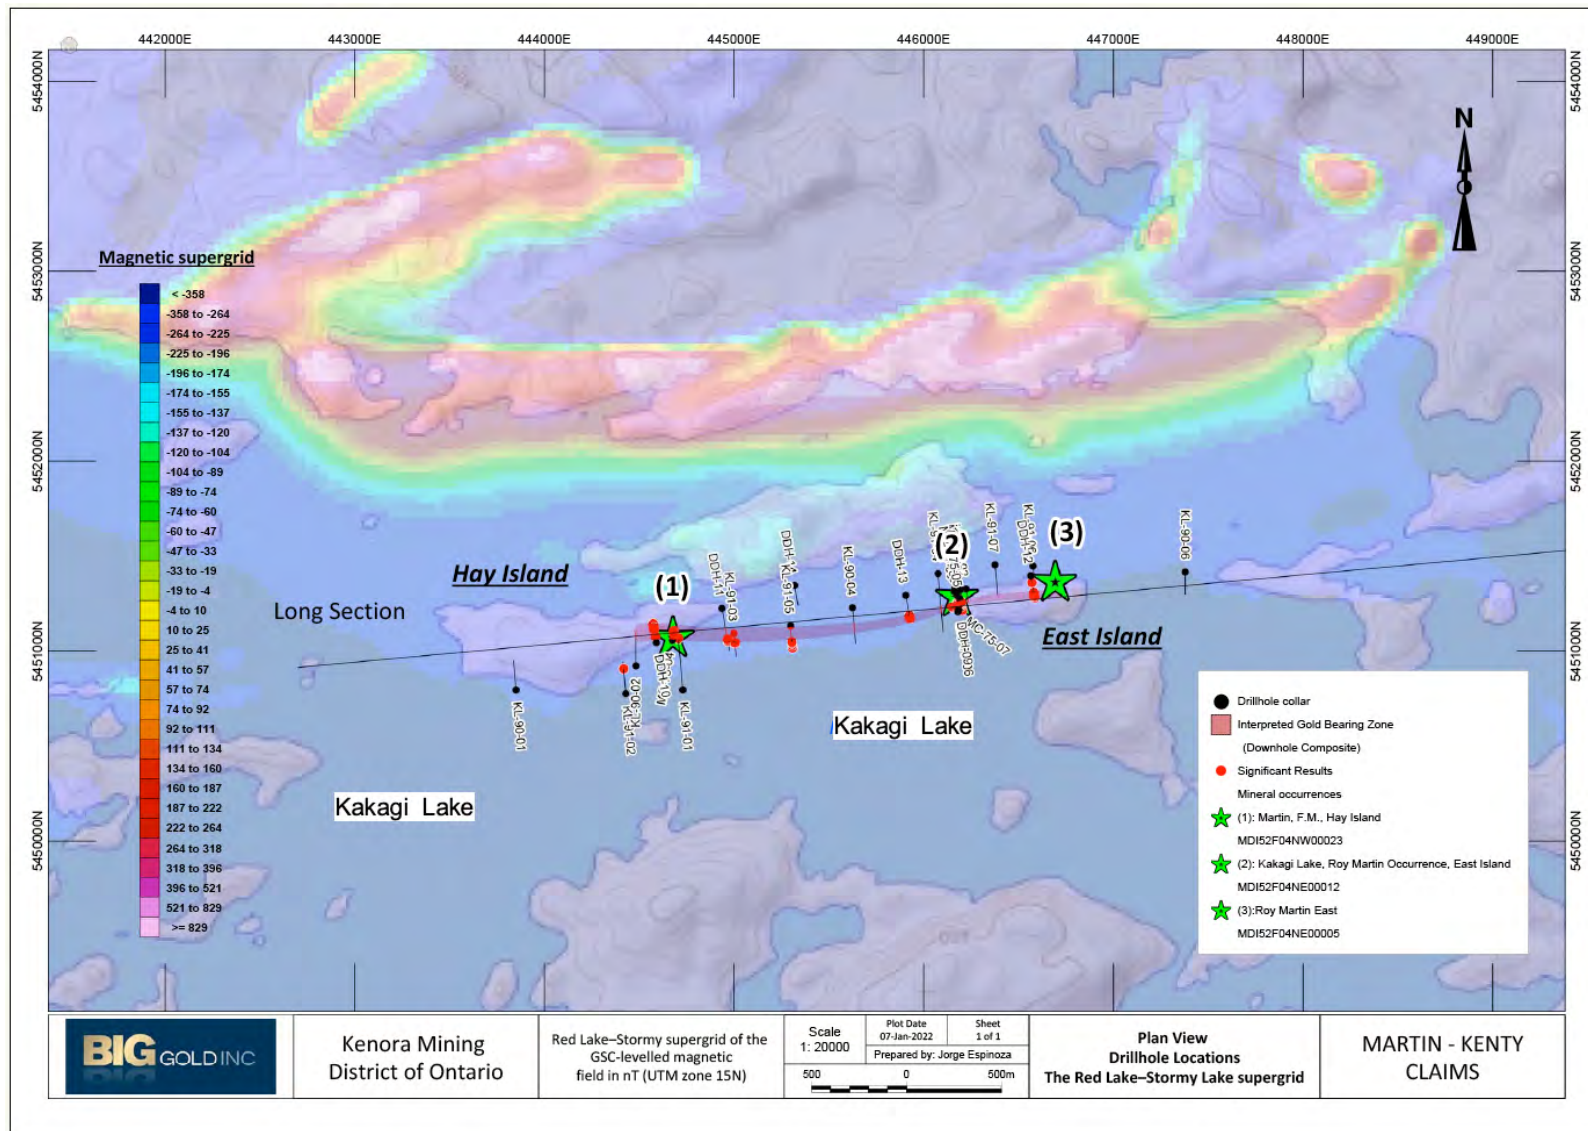 442000E 443000E 444000E 445000E 446000E 447000E 448000E 449000E
5454000N
5454000N
N
Magnetic supergrid
5453000N
5453000N
< -358
-358 to -264
-264 to -225
-225 to -196
-196 to -174
-174 to -155
-155 to -137
-137 to -120
-120 to -104
-104 to -89
-89 to -74
-74 to -60
-60 to -47
-47 to -33
-33 to -19
-19 to -4
-4 to 10
10 to 25
25 to 41
41 to 57
57 to 74
74 to 92
92 to 111
111 to 134
134 to 160
160 to 187
187 to 222
222 to 264
264 to 318
318 to 396
396 to 521
521 to 829
>= 829
5452000N
5452000N
Hay Island
Long Section
(1)
(2)
(3)
DDH-11
KL-91-03
KL-91-05
KL-90-04
DDH-13
KL-91-07
DDH-12
KL-90-06
MC-75-07
DDH-0936
East Island
5451000N
5451000N
KL-90-01
KL-90-02
KL-91-01
Kakagi Lake
Kakagi Lake
5450000N
5450000N
Drillhole collar
Interpreted Gold Bearing Zone
(Downhole Composite)
Significant Results
Mineral occurrences
(1): Martin, F.M., Hay Island
MDI52F04NW00023
(2): Kakagi Lake, Roy Martin Occurrence, East Island
MDI52F04NE00012
(3):Roy Martin East
MDI52F04NE00005
BIG GOLD INC
Kenora Mining
District of Ontario
Red Lake–Stormy supergrid of the
GSC-levelled magnetic
field in nT (UTM zone 15N)
Scale
1: 20000
Plot Date
07-Jan-2022
Sheet
1 of 1
Prepared by: Jorge Espinoza
500 0 500m
Plan View
Drillhole Locations
The Red Lake–Stormy Lake supergrid
MARTIN - KENTY
CLAIMS